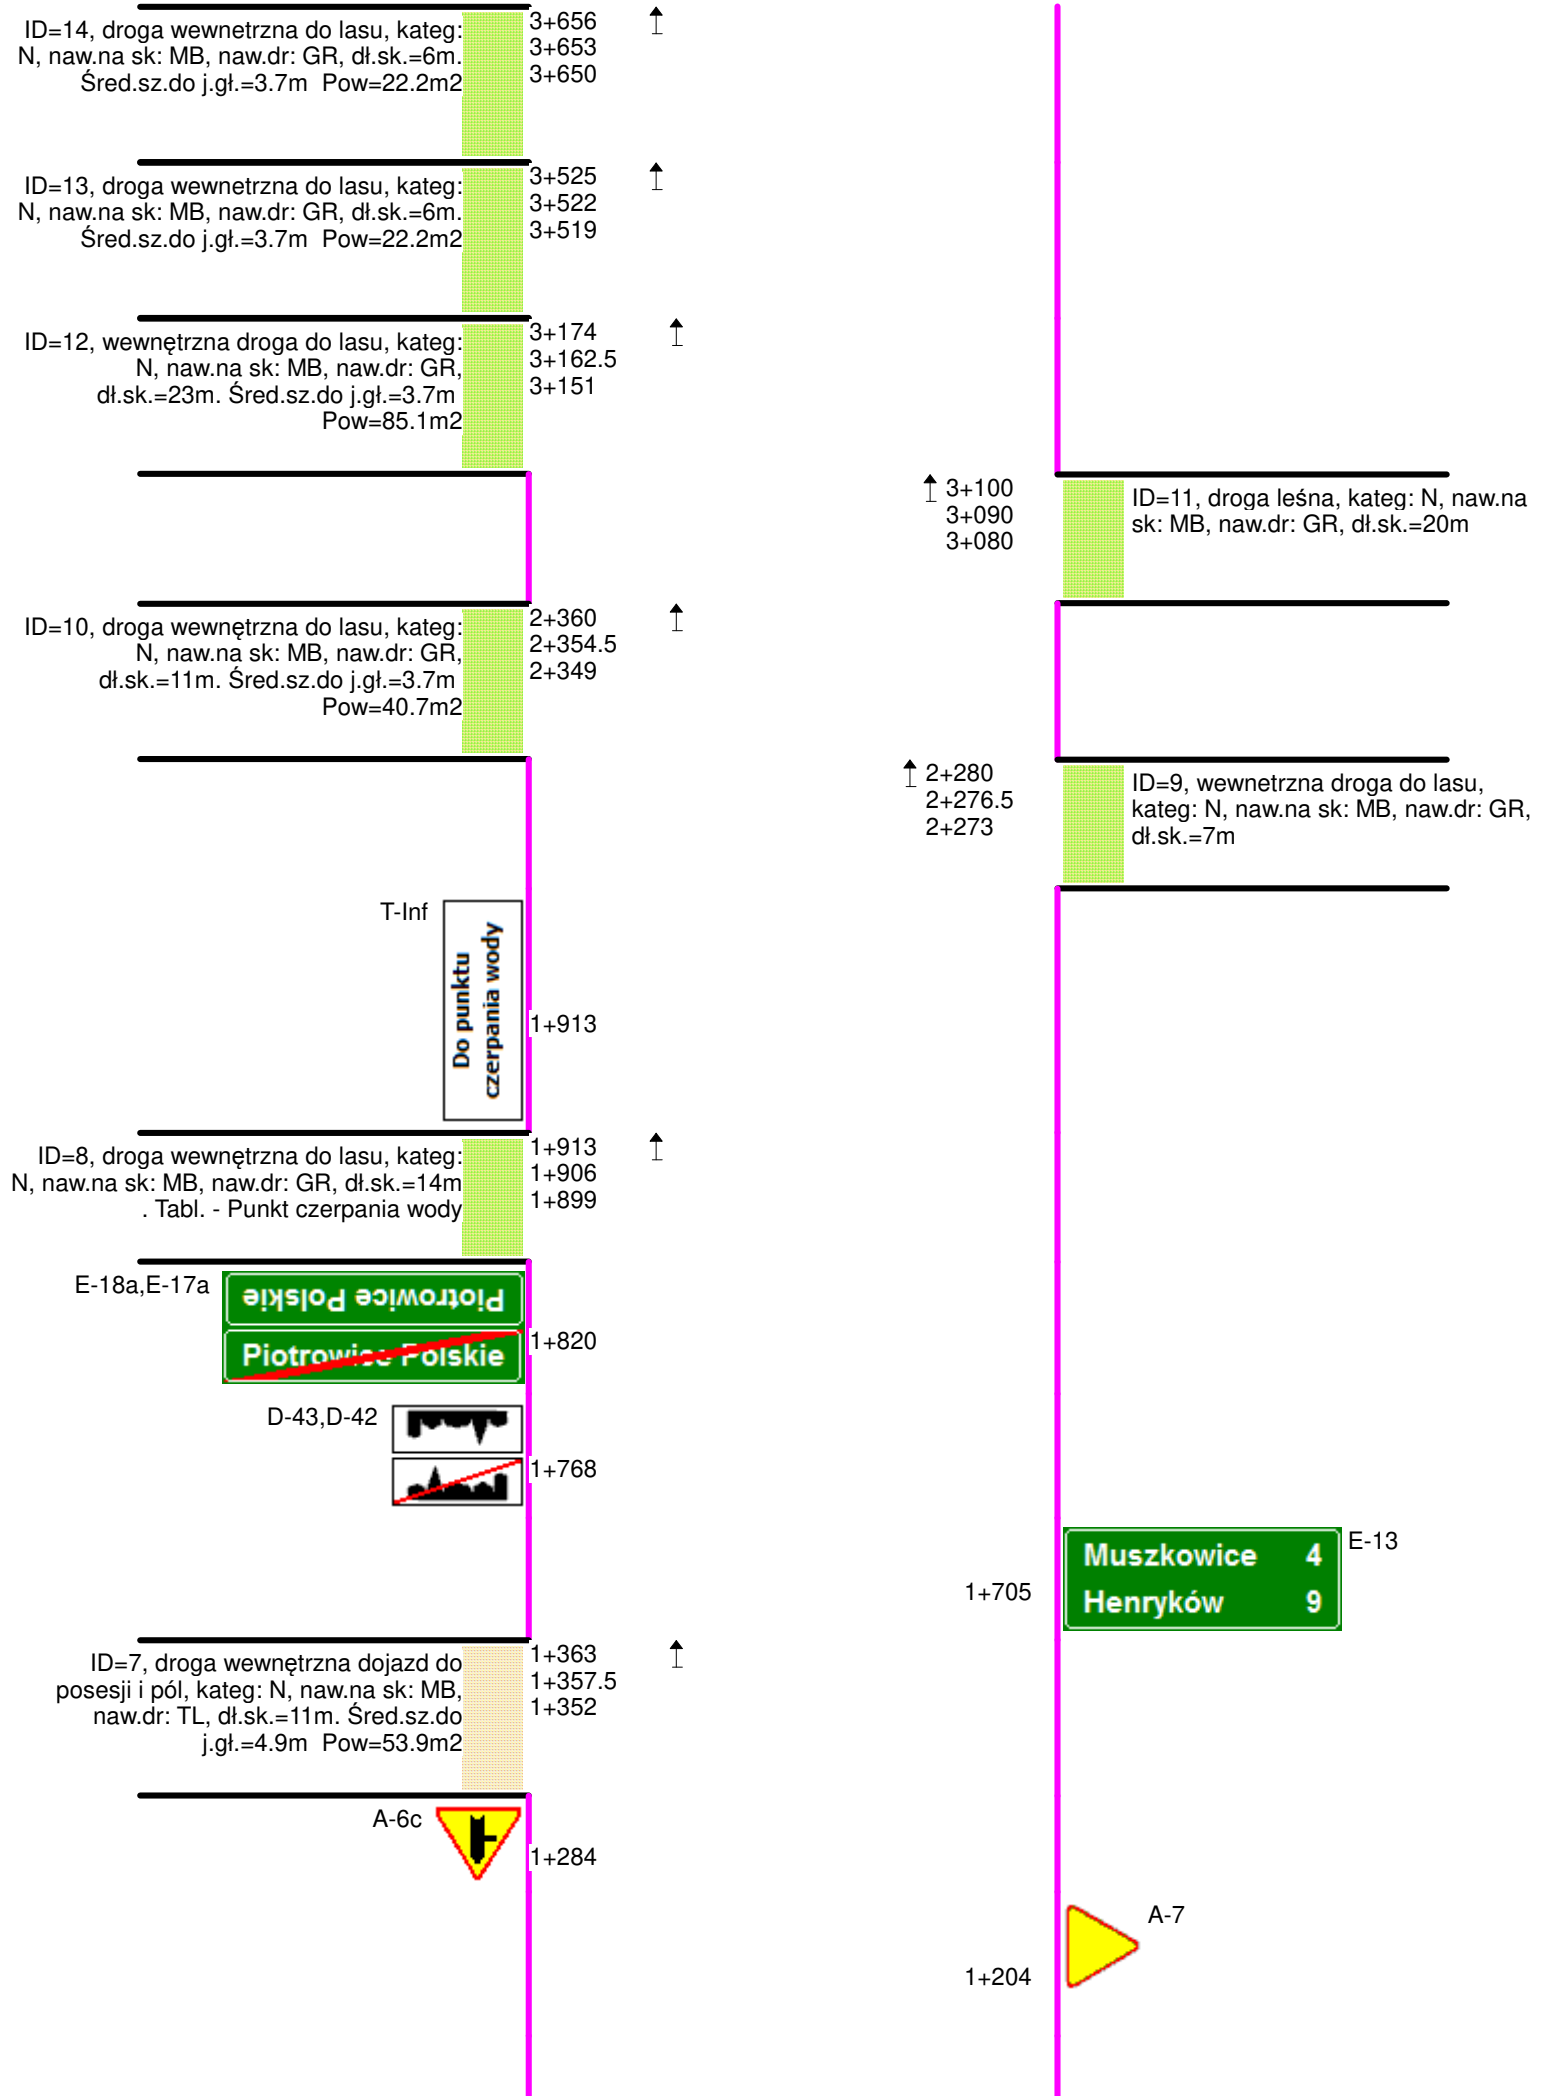 ID=14, droga wewnetrzna do lasu, kateg:
N, naw.na sk: MB, naw.dr: GR, dł.sk.=6m.
Śred.sz.do j.gł.=3.7m Pow=22.2m2
3+656
3+653
3+650
ID=13, droga wewnetrzna do lasu, kateg:
N, naw.na sk: MB, naw.dr: GR, dł.sk.=6m.
Śred.sz.do j.gł.=3.7m Pow=22.2m2
3+525
3+522
3+519
ID=12, wewnętrzna droga do lasu, kateg:
N, naw.na sk: MB, naw.dr: GR,
dł.sk.=23m. Śred.sz.do j.gł.=3.7m
Pow=85.1m2
3+174
3+162.5
3+151
3+100
3+090
3+080
ID=11, droga leśna, kateg: N, naw.na
sk: MB, naw.dr: GR, dł.sk.=20m
ID=10, droga wewnętrzna do lasu, kateg:
N, naw.na sk: MB, naw.dr: GR,
dł.sk.=11m. Śred.sz.do j.gł.=3.7m
Pow=40.7m2
2+360
2+354.5
2+349
2+280
2+276.5
2+273
ID=9, wewnetrzna droga do lasu,
kateg: N, naw.na sk: MB, naw.dr: GR,
dł.sk.=7m
T-Inf
Do punktu
czerpania wody
1+913
ID=8, droga wewnętrzna do lasu, kateg:
N, naw.na sk: MB, naw.dr: GR, dł.sk.=14m
. Tabl. - Punkt czerpania wody
1+913
1+906
1+899
E-18a,E-17a
Piotrowice Polskie
Piotrowice Polskie
1+820
D-43,D-42
1+768
1+705
Muszkowice 4
Henryków 9
E-13
ID=7, droga wewnętrzna dojazd do
posesji i pól, kateg: N, naw.na sk: MB,
naw.dr: TL, dł.sk.=11m. Śred.sz.do
j.gł.=4.9m Pow=53.9m2
1+363
1+357.5
1+352
A-6c
1+284
A-7
1+204